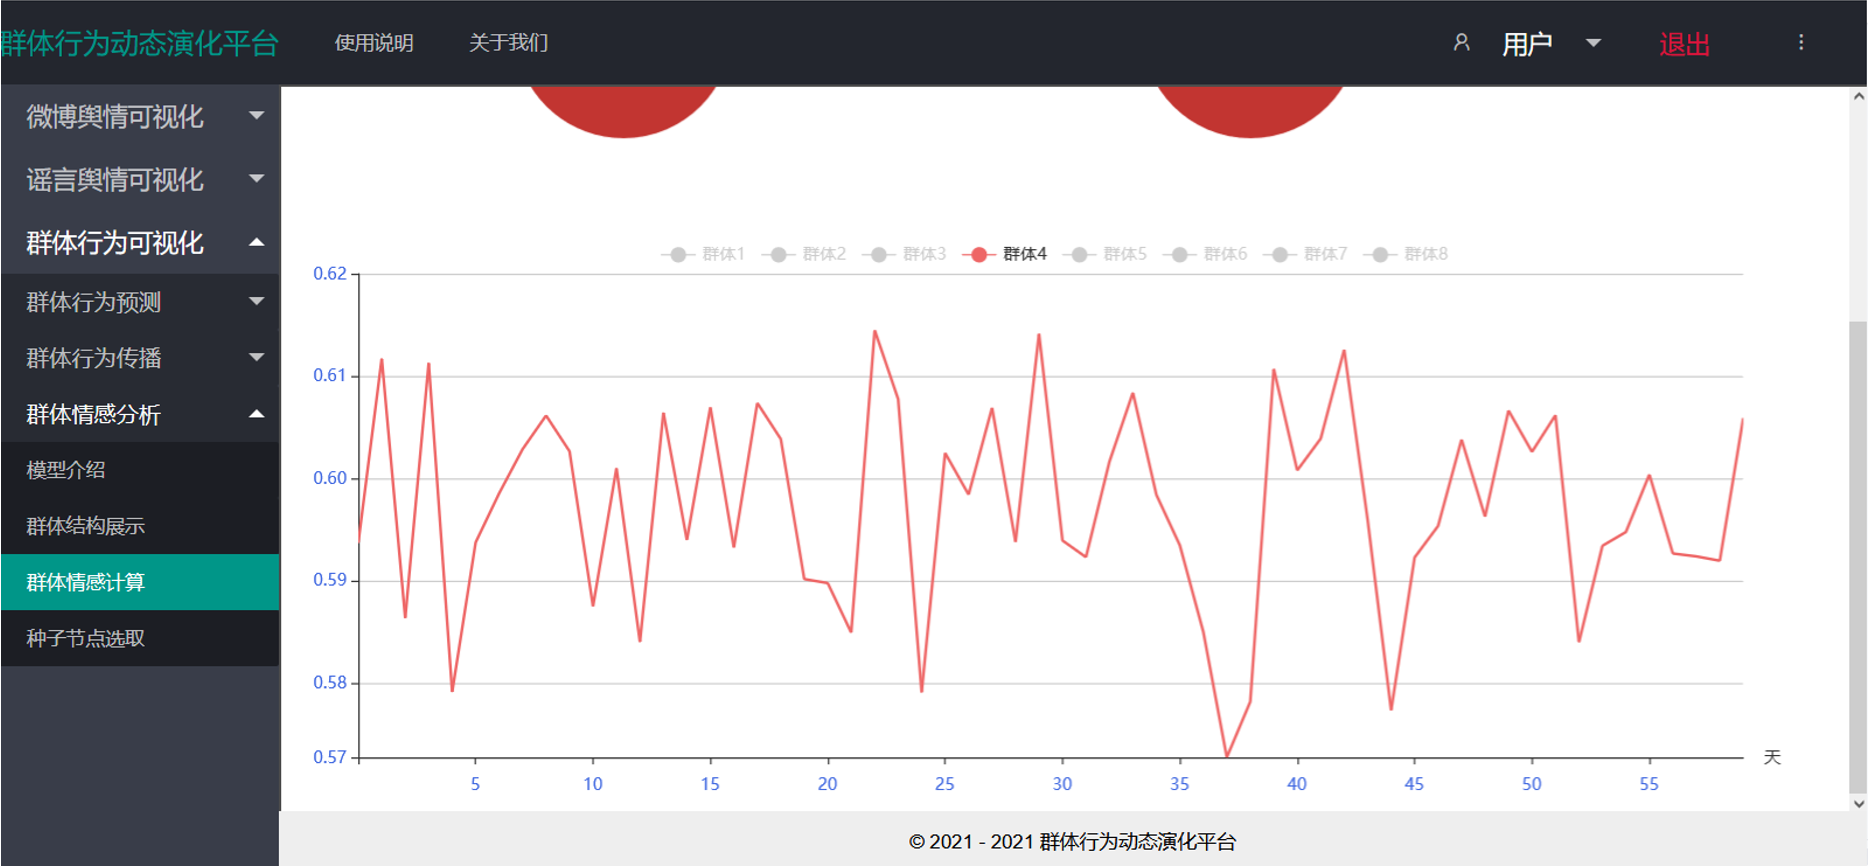 群体行为动态演化平台 使用说明 关于我们 用户 退出
微博舆情可视化
谣言舆情可视化
群体行为可视化
群体行为预测
群体行为传播
群体情感分析
模型介绍
群体结构展示
群体情感计算
种子节点选取
群体1 群体2 群体3 群体4 群体5 群体6 群体7 群体8
0.62
0.61
0.60
0.59
0.58
0.57
天
5 10 15 20 25 30 35 40 45 50 55
© 2021 - 2021 群体行为动态演化平台